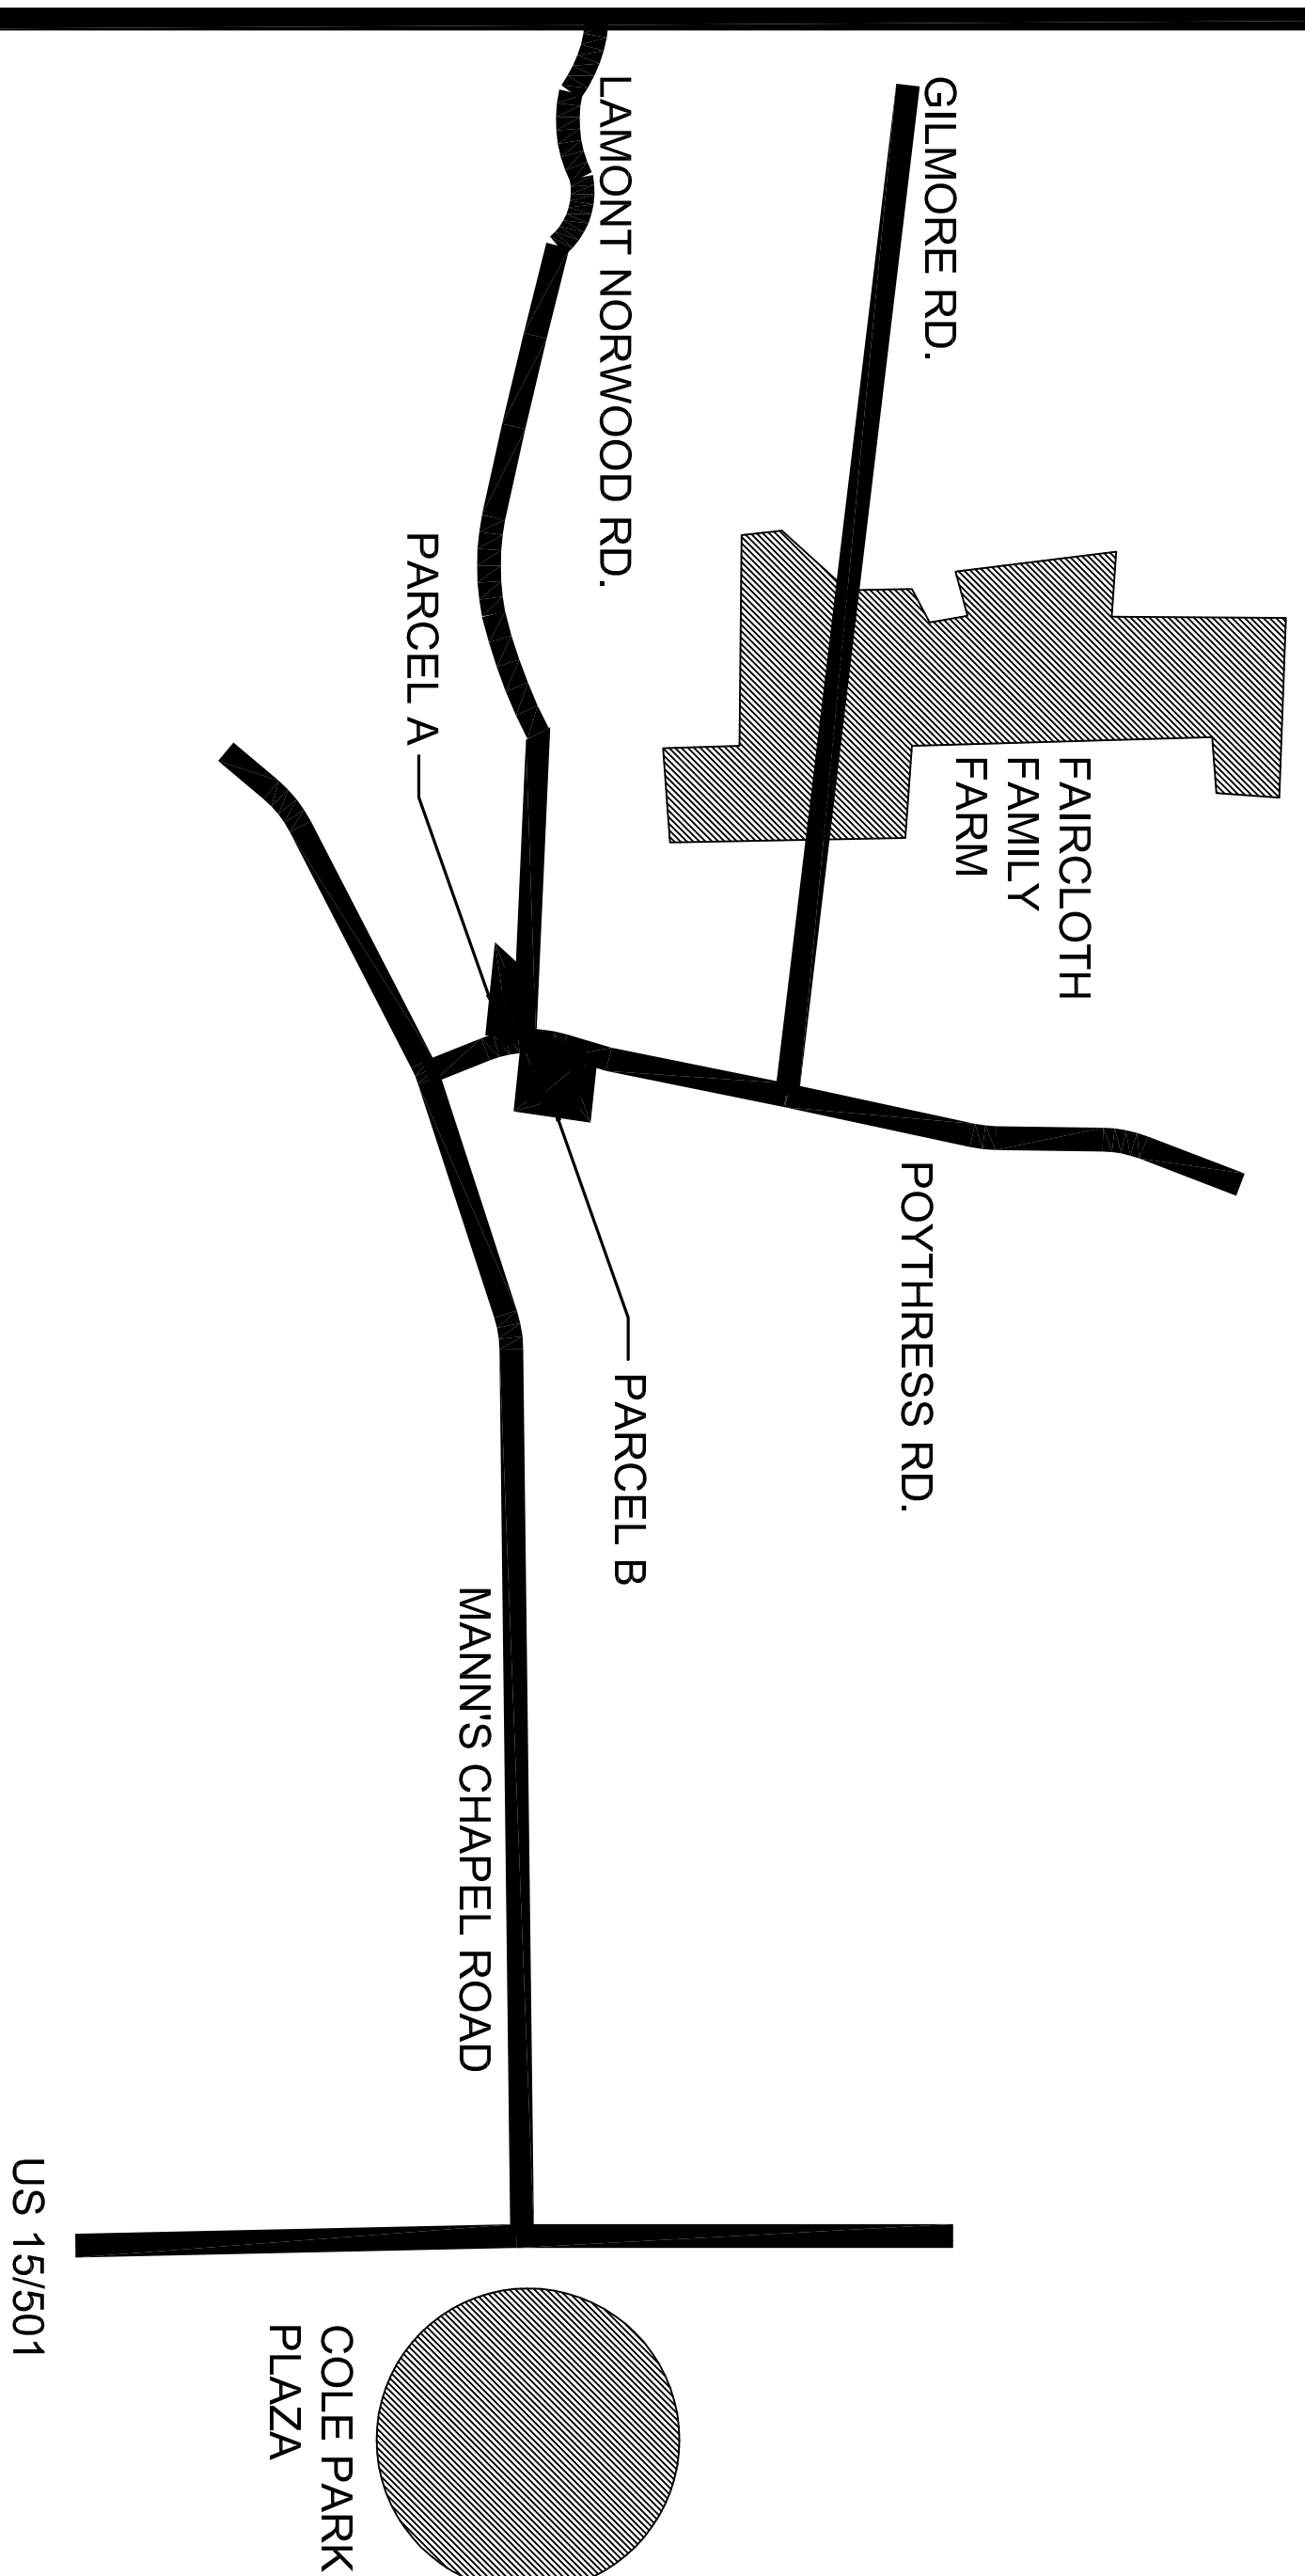 GILMORE RD.
LAMONT NORWOOD RD.
FAIRCLOTH
FAMILY
FARM
PARCEL A
POYTHRESS RD.
PARCEL B
MANN'S CHAPEL ROAD
US 15/501
COLE PARK
PLAZA